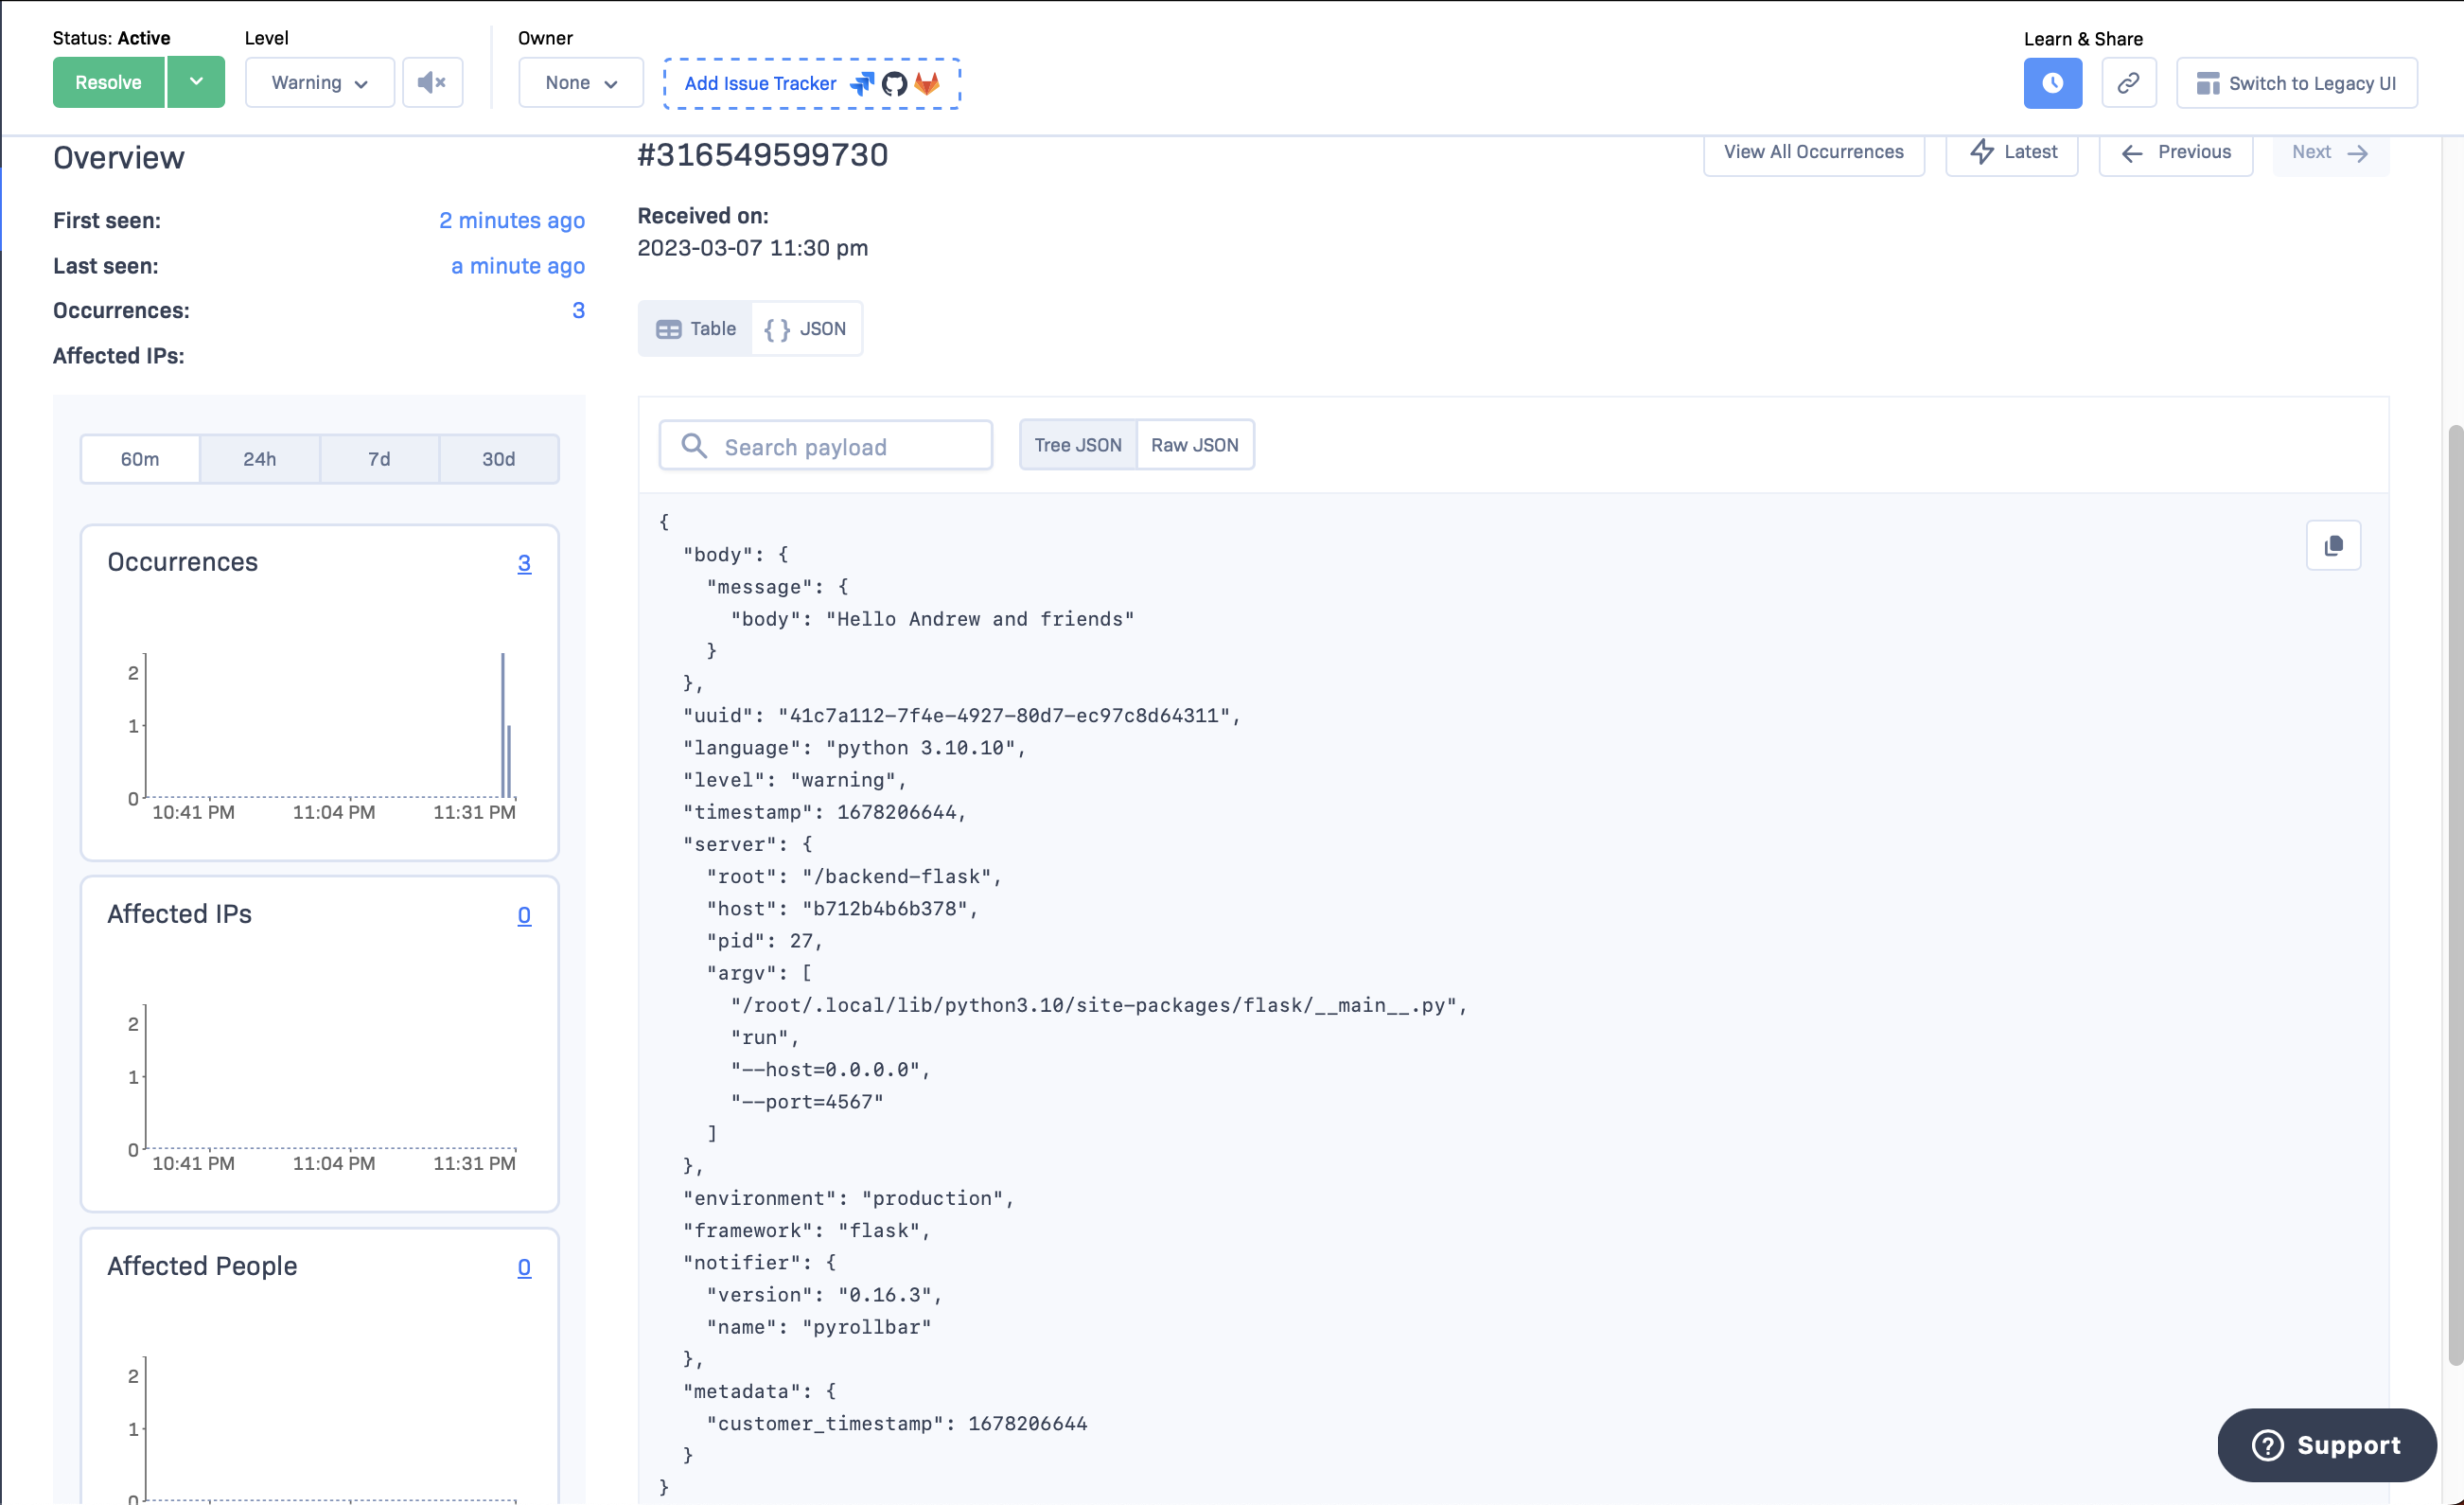 Status: Active
Level
Owner
Learn & Share
Resolve
Warning
None
Add Issue Tracker
Switch to Legacy UI
Overview
First seen: 2 minutes ago
Last seen: a minute ago
Occurrences: 3
Affected IPs:
60m 24h 7d 30d
Occurrences 3
2
1
0
10:41 PM 11:04 PM 11:31 PM
Affected IPs 0
2
1
0
10:41 PM 11:04 PM 11:31 PM
Affected People 0
2
1
0
#316549599730
View All Occurrences
Latest
Previous
Next
Received on:
2023-03-07 11:30 pm
Table
{ } JSON
Search payload
Tree JSON Raw JSON
{
"body": {
"message": {
"body": "Hello Andrew and friends"
}
},
"uuid": "41c7a112-7f4e-4927-80d7-ec97c8d64311",
"language": "python 3.10.10",
"level": "warning",
"timestamp": 1678206644,
"server": {
"root": "/backend-flask",
"host": "b712b4b6b378",
"pid": 27,
"argv": [
"/root/.local/lib/python3.10/site-packages/flask/__main__.py",
"run",
"--host=0.0.0.0",
"--port=4567"
]
},
"environment": "production",
"framework": "flask",
"notifier": {
"version": "0.16.3",
"name": "pyrollbar"
},
"metadata": {
"customer_timestamp": 1678206644
}
}
Support